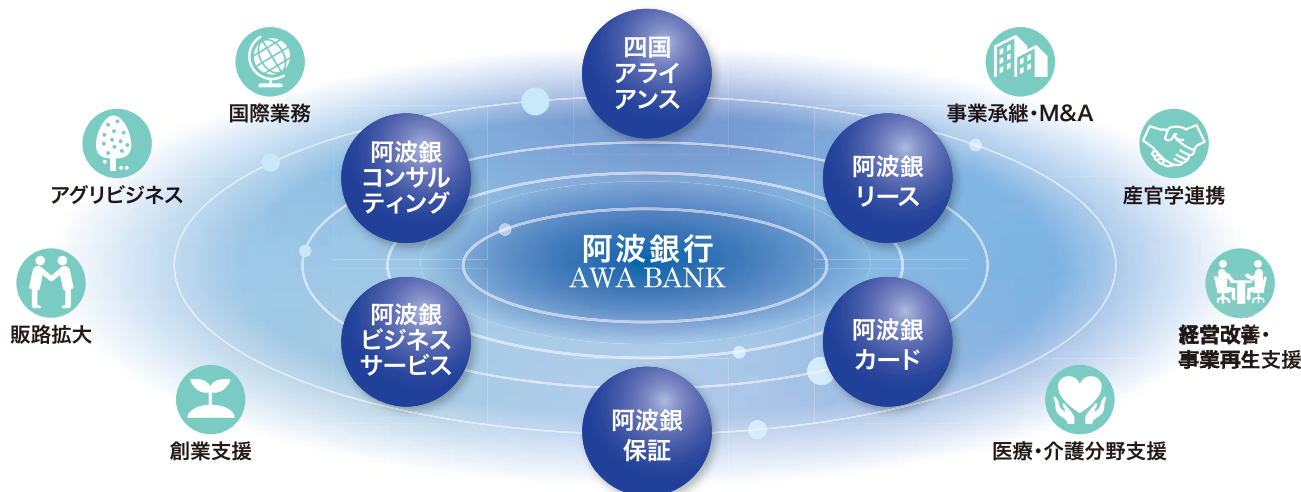 四国
アライ
アンス
国際業務
事業承継・M&A
アグリビジネス
阿波銀
コンサル
ティング
阿波銀
リース
産官学連携
阿波銀行
AWA BANK
販路拡大
阿波銀
ビジネス
サービス
阿波銀
カード
経営改善・
事業再生支援
創業支援
阿波銀
保証
医療・介護分野支援